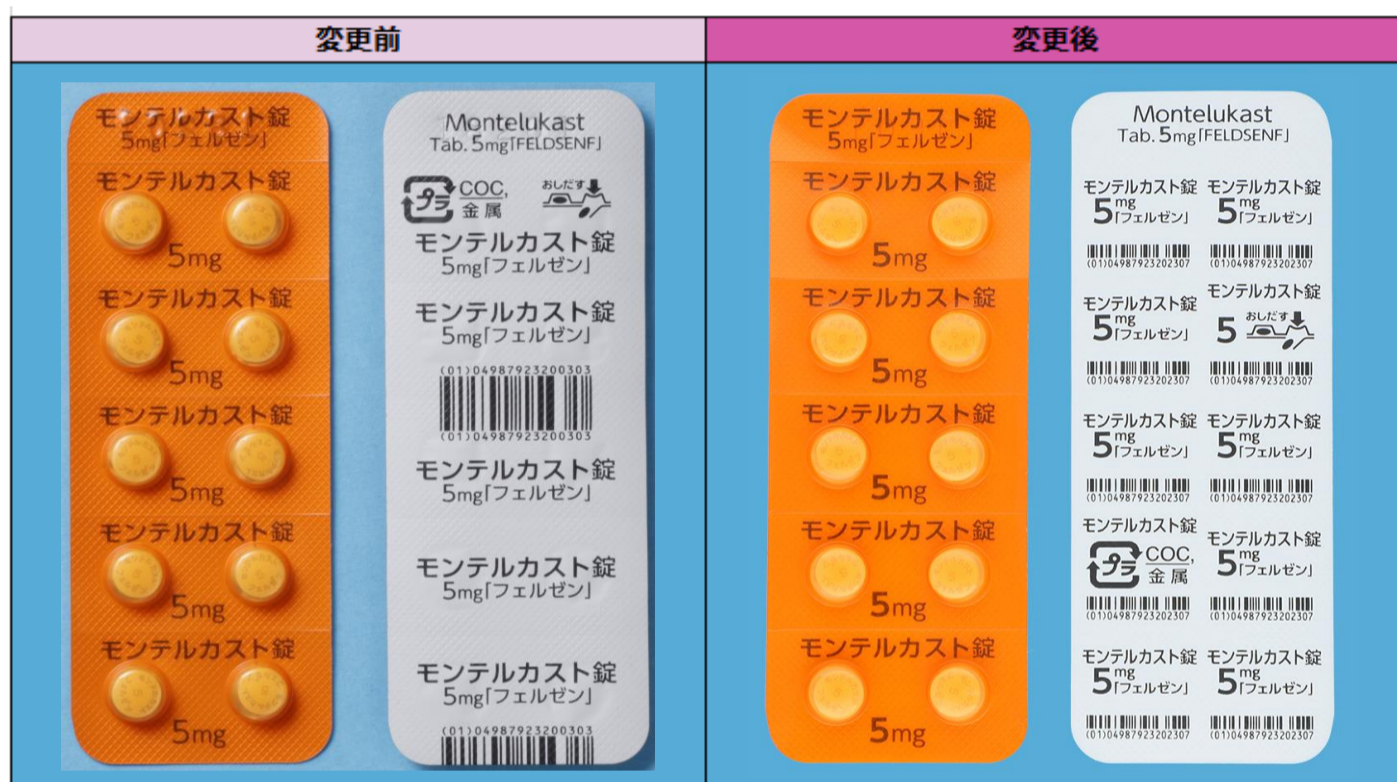 変更前
変更後
モンテルカスト錠
5mg「フェルゼン」
モンテルカスト錠
5mg
モンテルカスト錠
5mg
モンテルカスト錠
5mg
モンテルカスト錠
5mg
モンテルカスト錠
5mg
Montelukast
Tab. 5mg「FELDSENF」
プラ COC, 金属 おしだす
モンテルカスト錠
5mg「フェルゼン」
モンテルカスト錠
5mg「フェルゼン」
(01)04987923200303
(01)04987923200303
モンテルカスト錠
5mg「フェルゼン」
モンテルカスト錠
5mg「フェルゼン」
モンテルカスト錠
5mg「フェルゼン」
(01)04987923200303
モンテルカスト錠
5mg「フェルゼン」
モンテルカスト錠
5mg
モンテルカスト錠
5mg
モンテルカスト錠
5mg
モンテルカスト錠
5mg
モンテルカスト錠
5mg
Montelukast
Tab. 5mg「FELDSENF」
モンテルカスト錠 モンテルカスト錠
5mg「フェルゼン」 5mg「フェルゼン」
(01)04987923202307 (01)04987923202307
モンテルカスト錠 モンテルカスト錠
5mg「フェルゼン」 5 おしだす
(01)04987923202307 (01)04987923202307
モンテルカスト錠 モンテルカスト錠
5mg「フェルゼン」 5mg「フェルゼン」
(01)04987923202307 (01)04987923202307
モンテルカスト錠 モンテルカスト錠
プラ COC, 金属 5mg「フェルゼン」
(01)04987923202307 (01)04987923202307
モンテルカスト錠 モンテルカスト錠
5mg「フェルゼン」 5mg「フェルゼン」
(01)04987923202307 (01)04987923202307